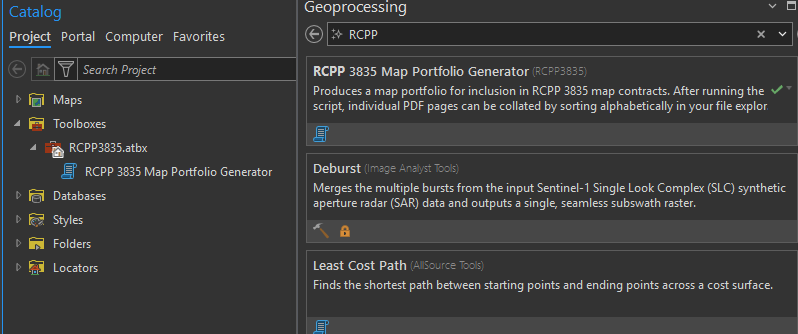 Catalog
Project Portal Computer Favorites
Search Project
Maps
Toolboxes
RCPP3835.atbx
RCPP 3835 Map Portfolio Generator
Databases
Styles
Folders
Locators
Geoprocessing
RCPP
RCPP 3835 Map Portfolio Generator (RCPP3835)
Produces a map portfolio for inclusion in RCPP 3835 map contracts. After running the
script, individual PDF pages can be collated by sorting alphabetically in your file explor
Deburst (Image Analyst Tools)
Merges the multiple bursts from the input Sentinel-1 Single Look Complex (SLC) synthetic
aperture radar (SAR) data and outputs a single, seamless subswath raster.
Least Cost Path (AllSource Tools)
Finds the shortest path between starting points and ending points across a cost surface.